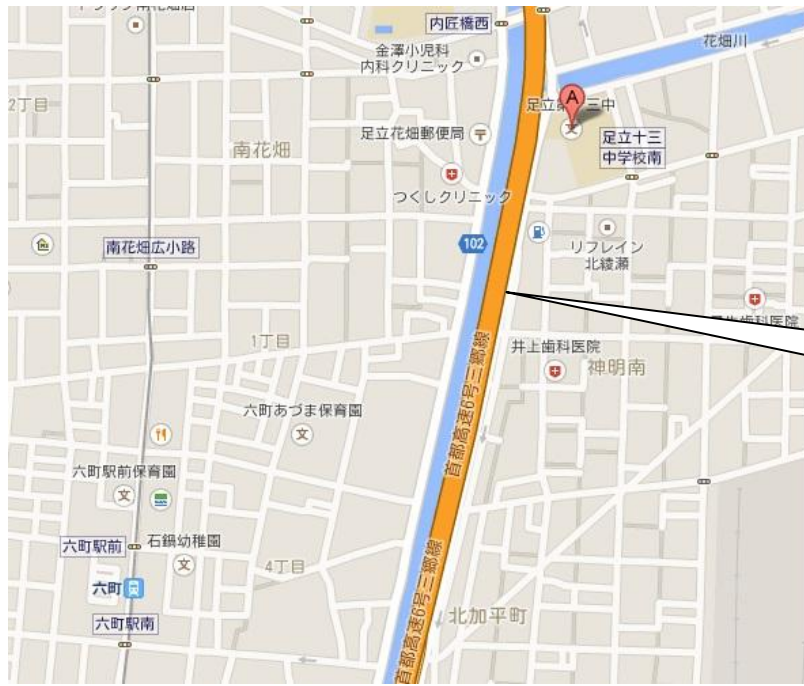 内匠橋西
花畑川
金澤小児科
内科クリニック
2丁目
A
足立十三
中学校南
足立花畑郵便局
南花畑
つくしクリニック
102
リフレイン
北綾瀬
南花畑広小路
1丁目
井上歯科医院
神明南
首都高速6号三郷線
六町あづま保育園
六町駅前保育園
石鍋幼稚園
六町駅前
4丁目
六町
首都高速6号三郷線
北加平町
六町駅南